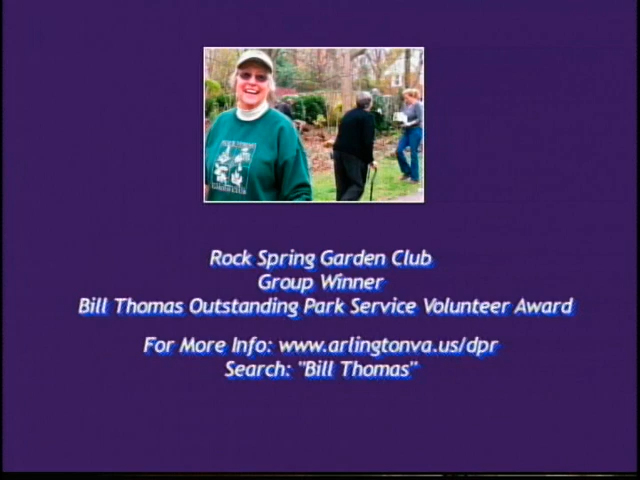 Rock Spring Garden Club
Group Winner
Bill Thomas Outstanding Park Service Volunteer Award
For More Info: www.arlingtonva.us/dpr
Search: "Bill Thomas"